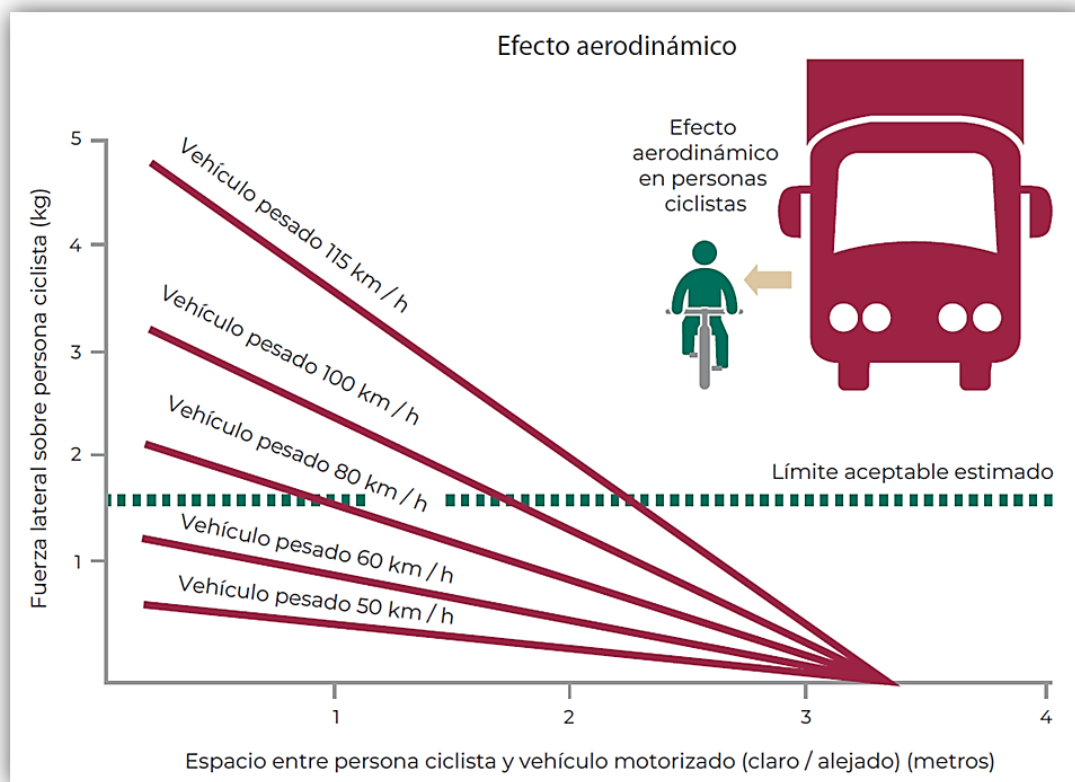 Efecto aerodinámico
Efecto
aerodinámico
en personas
ciclistas
Fuerza lateral sobre persona ciclista (kg)
5
4
3
2
1
Vehículo pesado 115 km / h
Vehículo pesado 100 km / h
Vehículo pesado 80 km / h
Vehículo pesado 60 km / h
Vehículo pesado 50 km / h
Límite aceptable estimado
1
2
3
4
Espacio entre persona ciclista y vehículo motorizado (claro / alejado) (metros)